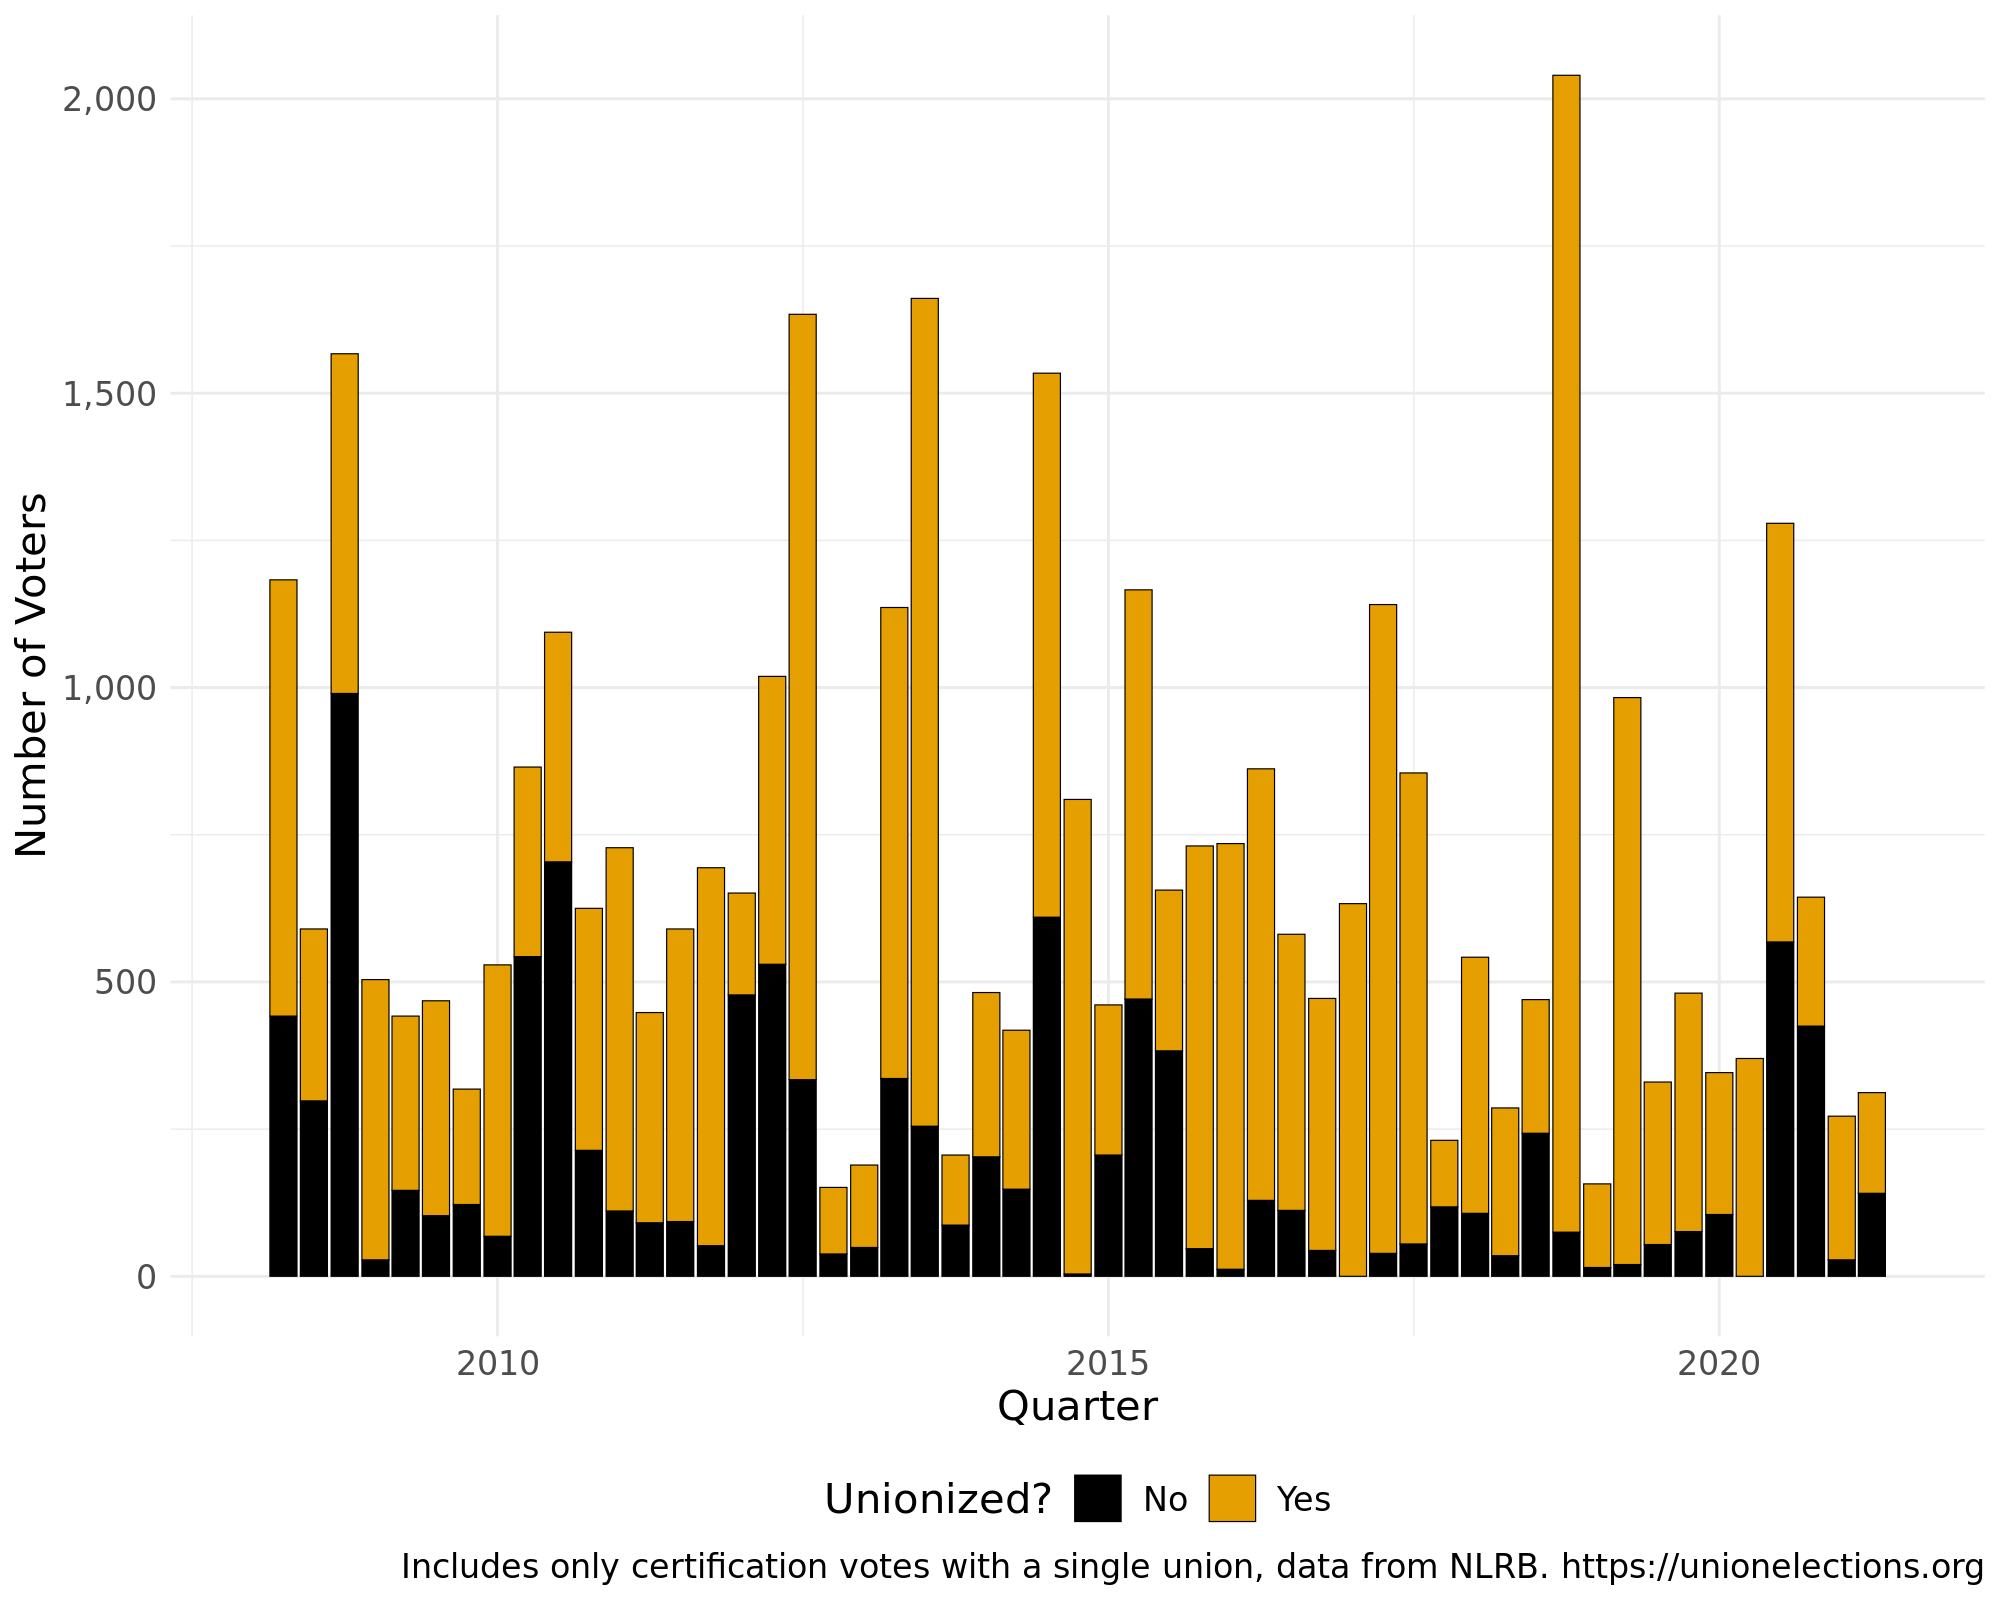 2,000
1,500
1,000
500
0
Number of Voters
2010 2015 2020
Quarter
Unionized? No Yes
Includes only certification votes with a single union, data from NLRB. https://unionelections.org